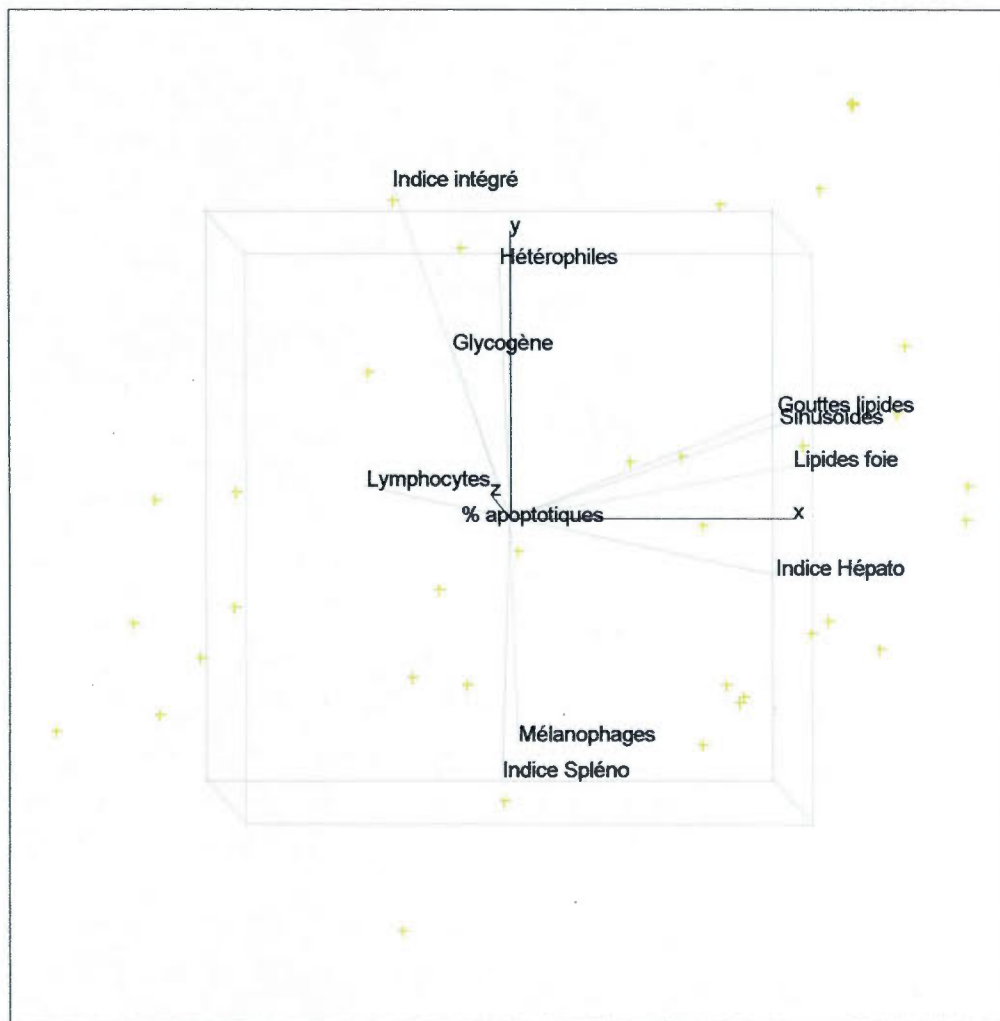 Indice intégré
y
Hétérophiles
Glycogène
Gouttes lipides
Sinusoïdes
Lipides foie
Lymphocytes
z
% apoptotiques
x
Indice Hépato
Mélanophages
Indice Spléno